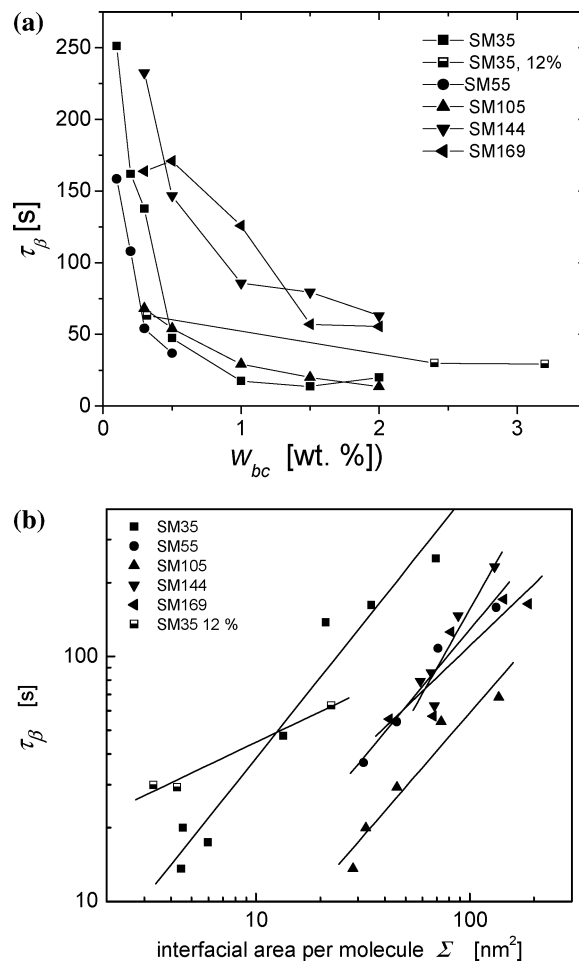 (a)
SM35
SM35, 12%
SM55
SM105
SM144
SM169
250
200
150
100
50
0
τβ [s]
0
1
2
3
wbc [wt. %])
(b)
SM35
SM55
SM105
SM144
SM169
SM35 12 %
100
10
τβ [s]
10
100
interfacial area per molecule Σ [nm²]